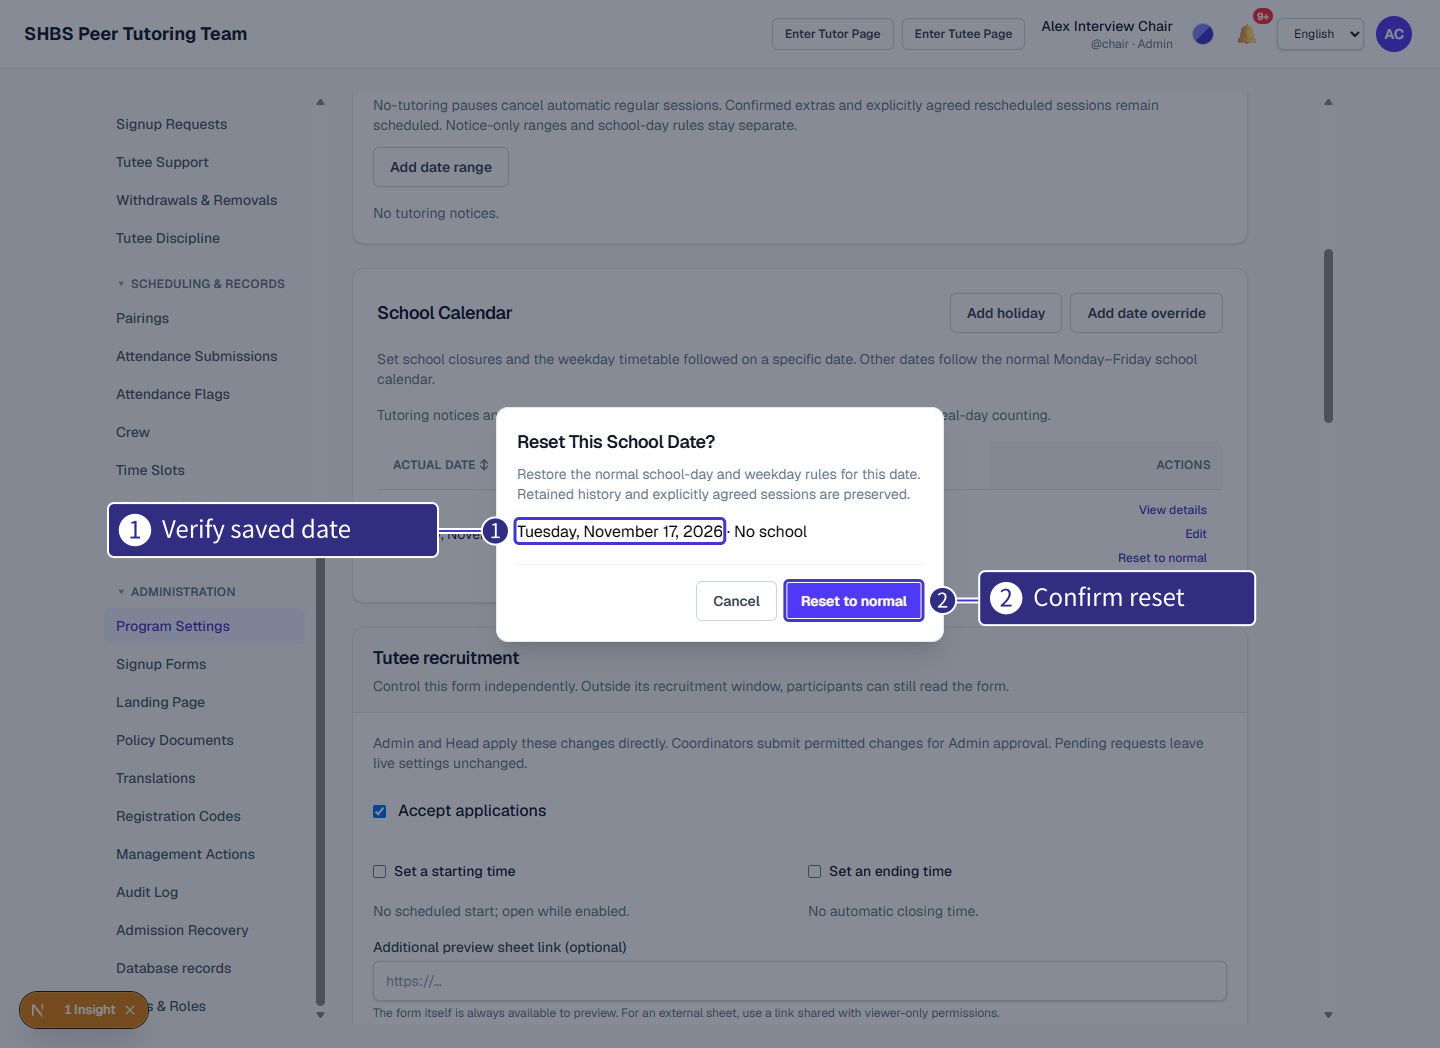 SHBS Peer Tutoring Team
Enter Tutor Page
Enter Tutee Page
Alex Interview Chair
@chair · Admin
9+
English
AC
Signup Requests
Tutee Support
Withdrawals & Removals
Tutee Discipline
SCHEDULING & RECORDS
Pairings
Attendance Submissions
Attendance Flags
Crew
Time Slots
ADMINISTRATION
Program Settings
Signup Forms
Landing Page
Policy Documents
Translations
Registration Codes
Management Actions
Audit Log
Admission Recovery
Database records
& Roles
1 Insight
No-tutoring pauses cancel automatic regular sessions. Confirmed extras and explicitly agreed rescheduled sessions remain
scheduled. Notice-only ranges and school-day rules stay separate.
Add date range
No tutoring notices.
School Calendar
Add holiday
Add date override
Set school closures and the weekday timetable followed on a specific date. Other dates follow the normal Monday–Friday school
calendar.
Tutoring notices
eal-day counting.
ACTUAL DATE
ACTIONS
View details
Edit
Reset to normal
Reset This School Date?
Restore the normal school-day and weekday rules for this date.
Retained history and explicitly agreed sessions are preserved.
1 Verify saved date
1
Tuesday, November 17, 2026 · No school
Cancel
Reset to normal
2
2 Confirm reset
Tutee recruitment
Control this form independently. Outside its recruitment window, participants can still read the form.
Admin and Head apply these changes directly. Coordinators submit permitted changes for Admin approval. Pending requests leave
live settings unchanged.
Accept applications
Set a starting time
Set an ending time
No scheduled start; open while enabled.
No automatic closing time.
Additional preview sheet link (optional)
https://…
The form itself is always available to preview. For an external sheet, use a link shared with viewer-only permissions.